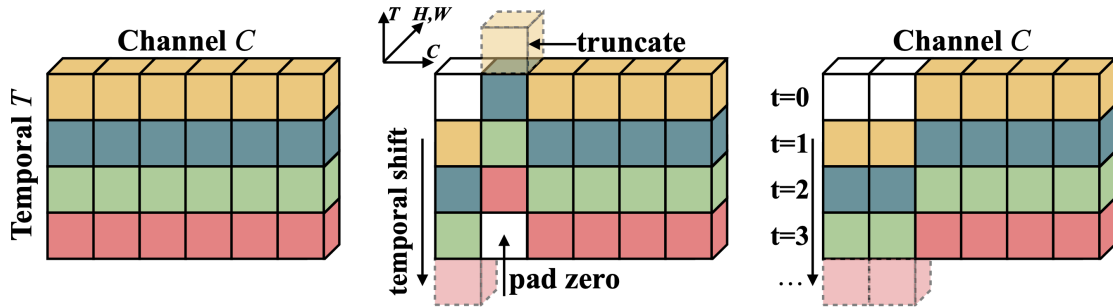 Channel C
Temporal T
T
H,W
C
truncate
temporal shift
pad zero
Channel C
t=0
t=1
t=2
t=3
...